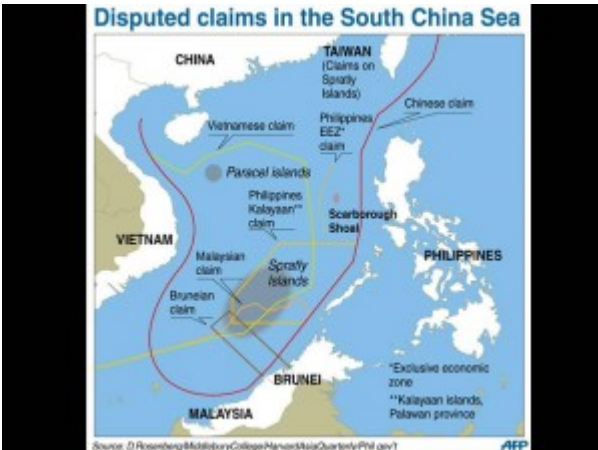 Disputed claims in the South China Sea
CHINA
TAIWAN
(Claims on
Spratly
Islands)
Chinese claim
Philippines
EEZ*
claim
Vietnamese claim
Paracel islands
Philippines
Kalayaan**
claim
Scarborough
Shoal
VIETNAM
PHILIPPINES
Malaysian
claim
Spratly
Islands
Bruneian
claim
*Exclusive economic
zone
**Kalayaan islands,
Palawan province
BRUNEI
MALAYSIA
Source: D.Rosenberg/MiddleburyCollege/HarvardAsiaQuarterly/Phil gov't
AFP